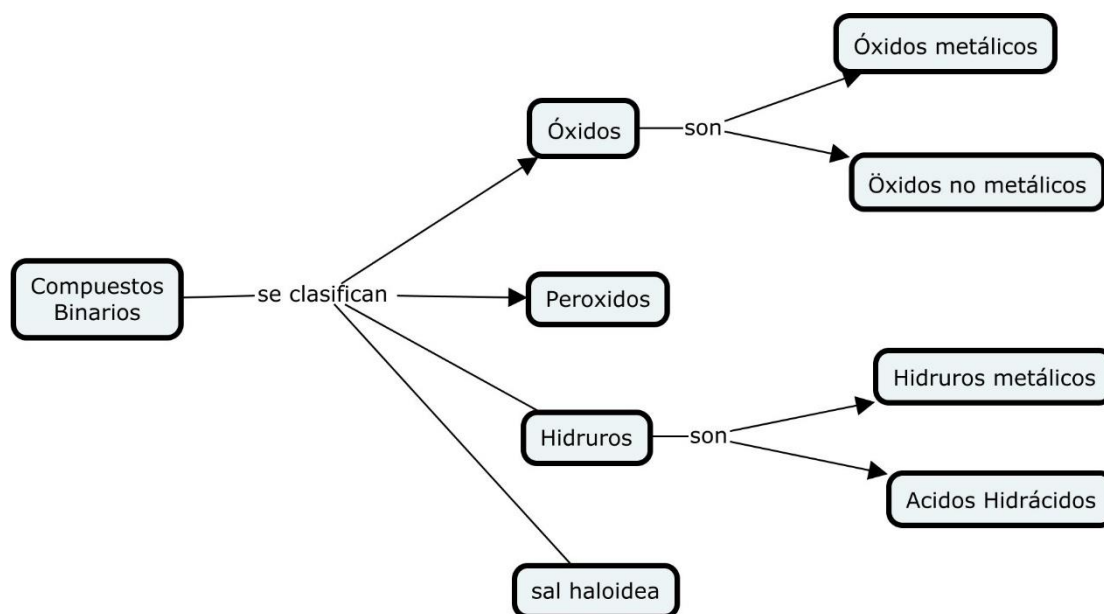 Óxidos metálicos
Óxidos
son
Öxidos no metálicos
Compuestos
Binarios
se clasifican
Peroxidos
Hidruros metálicos
Hidruros
son
Acidos Hidrácidos
sal haloidea